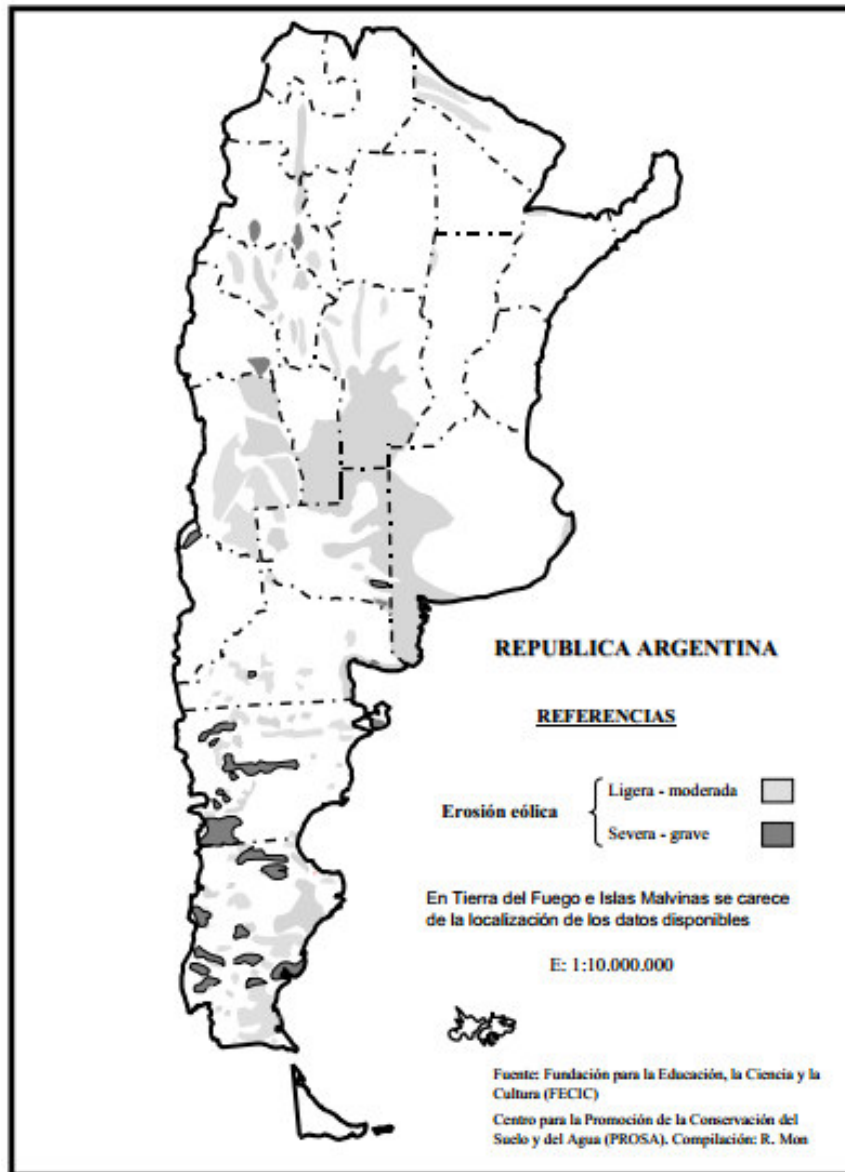 REPUBLICA ARGENTINA
REFERENCIAS
Erosión eólica
Ligera - moderada
Severa - grave
En Tierra del Fuego e Islas Malvinas se carece
de la localización de los datos disponibles
E: 1:10.000.000
Fuente: Fundación para la Educación, la Ciencia y la
Cultura (FECIC)
Centro para la Promoción de la Conservación del
Suelo y del Agua (PROSA). Compilación: R. Mon